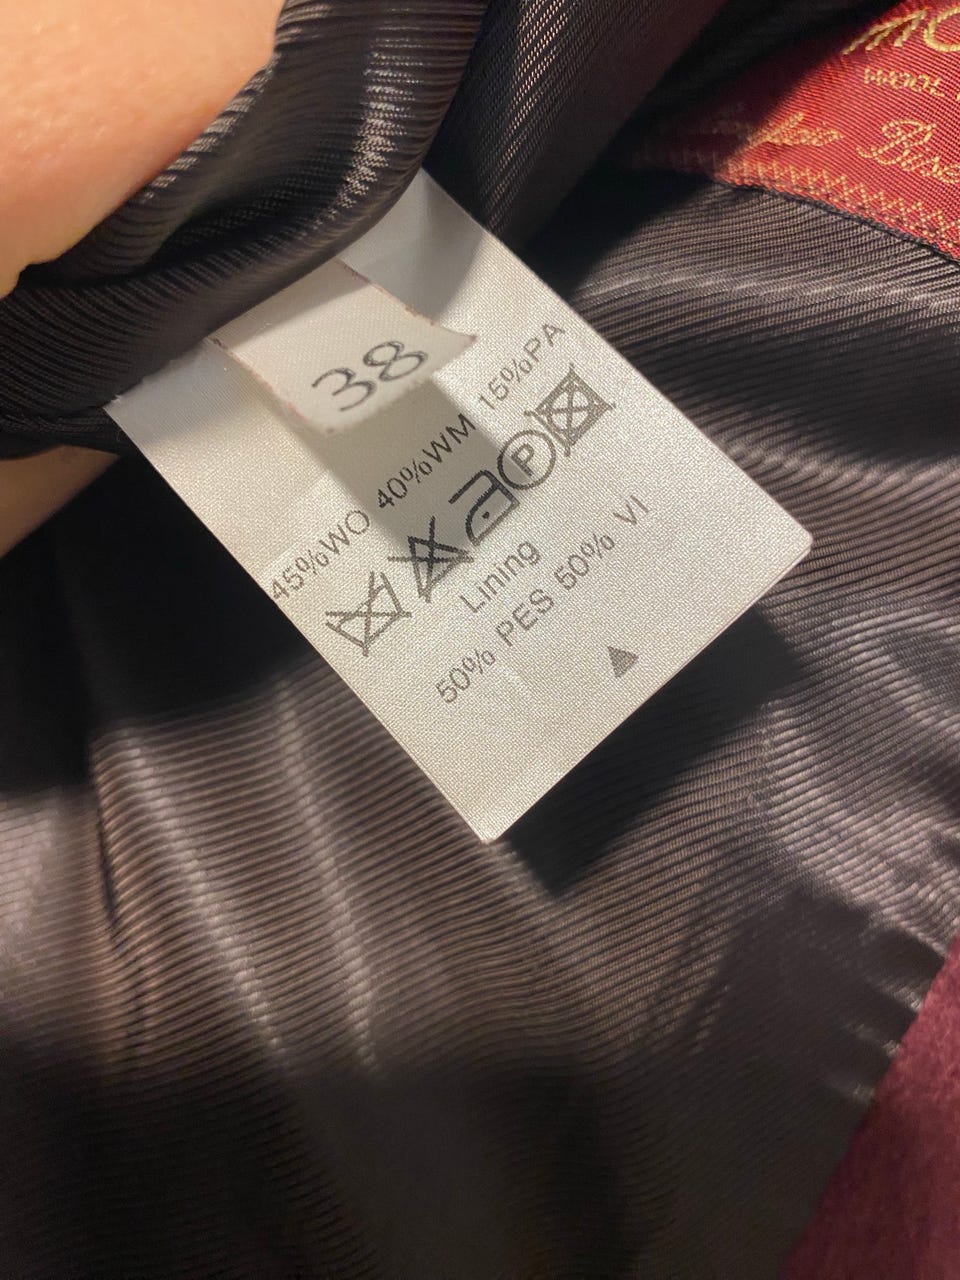 38
45%WO 40%WM 15%PA
P
Lining
50% PES 50% VI